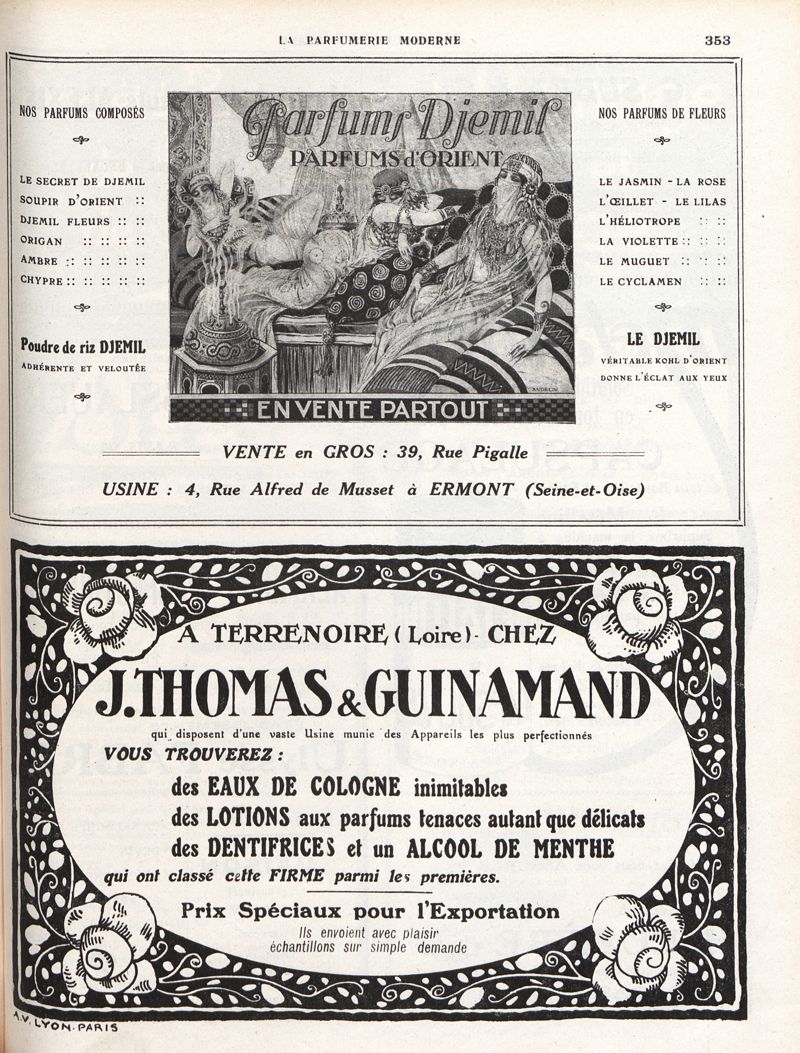 LA PARFUMERIE MODERNE
353
NOS PARFUMS COMPOSÉS
LE SECRET DE DJEMIL
SOUPIR D'ORIENT ::
DJEMIL FLEURS :: ::
ORIGAN :: :: :: ::
AMBRE :: :: :: :: ::
CHYPRE :: :: :: :: ::
Poudre de riz DJEMIL
ADHÉRENTE ET VELOUTÉE
Parfums Djemil
PARFUMS d'ORIENT
EN VENTE PARTOUT
NOS PARFUMS DE FLEURS
LE JASMIN - LA ROSE
L'ŒILLET - LE LILAS
L'HÉLIOTROPE :: ::
LA VIOLETTE :: :: ::
LE MUGUET :: :: ::
LE CYCLAMEN :: ::
LE DJEMIL
VÉRITABLE KOHL D'ORIENT
DONNE L'ÉCLAT AUX YEUX
VENTE en GROS : 39, Rue Pigalle
USINE : 4, Rue Alfred de Musset à ERMONT (Seine-et-Oise)
A TERRENOIRE (Loire) - CHEZ
J. THOMAS & GUINAMAND
qui disposent d'une vaste Usine munie des Appareils les plus perfectionnés
VOUS TROUVEREZ :
des EAUX DE COLOGNE inimitables
des LOTIONS aux parfums tenaces autant que délicats
des DENTIFRICES et un ALCOOL DE MENTHE
qui ont classé cette FIRME parmi les premières.
Prix Spéciaux pour l'Exportation
Ils envoient avec plaisir
échantillons sur simple demande
A.V. LYON-PARIS